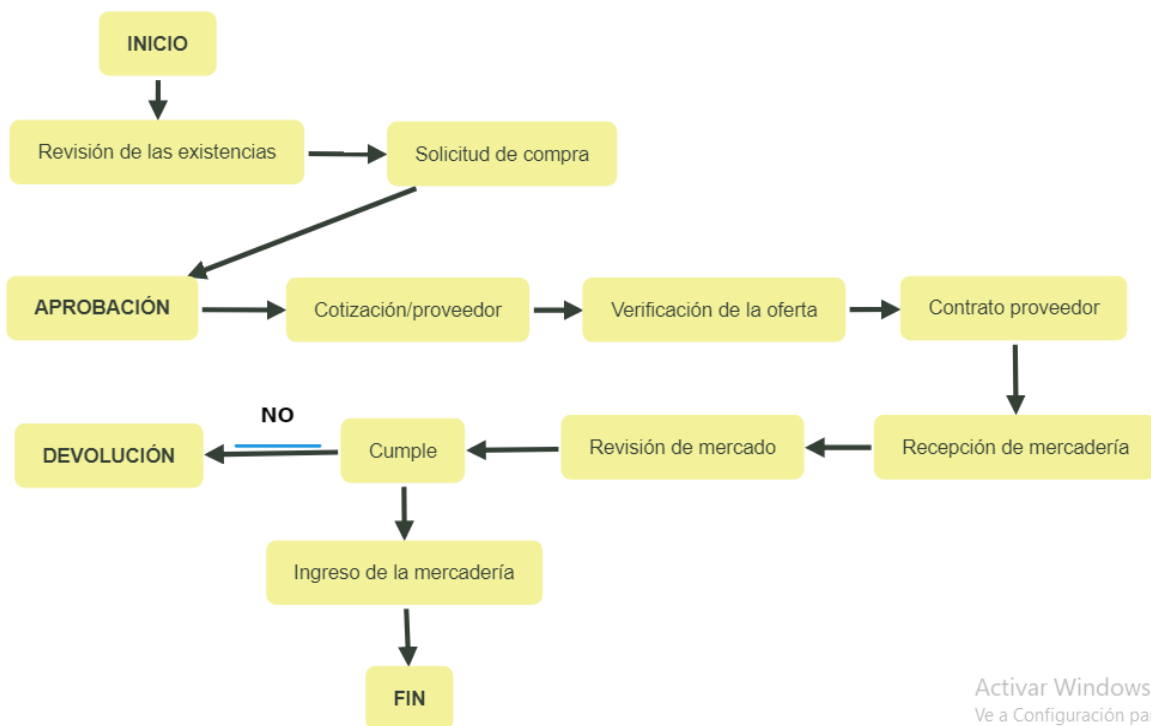 INICIO
Revisión de las existencias
Solicitud de compra
APROBACIÓN
Cotización/proveedor
Verificación de la oferta
Contrato proveedor
NO
DEVOLUCIÓN
Cumple
Revisión de mercado
Recepción de mercadería
Ingreso de la mercadería
FIN
Activar Windows
Ve a Configuración par